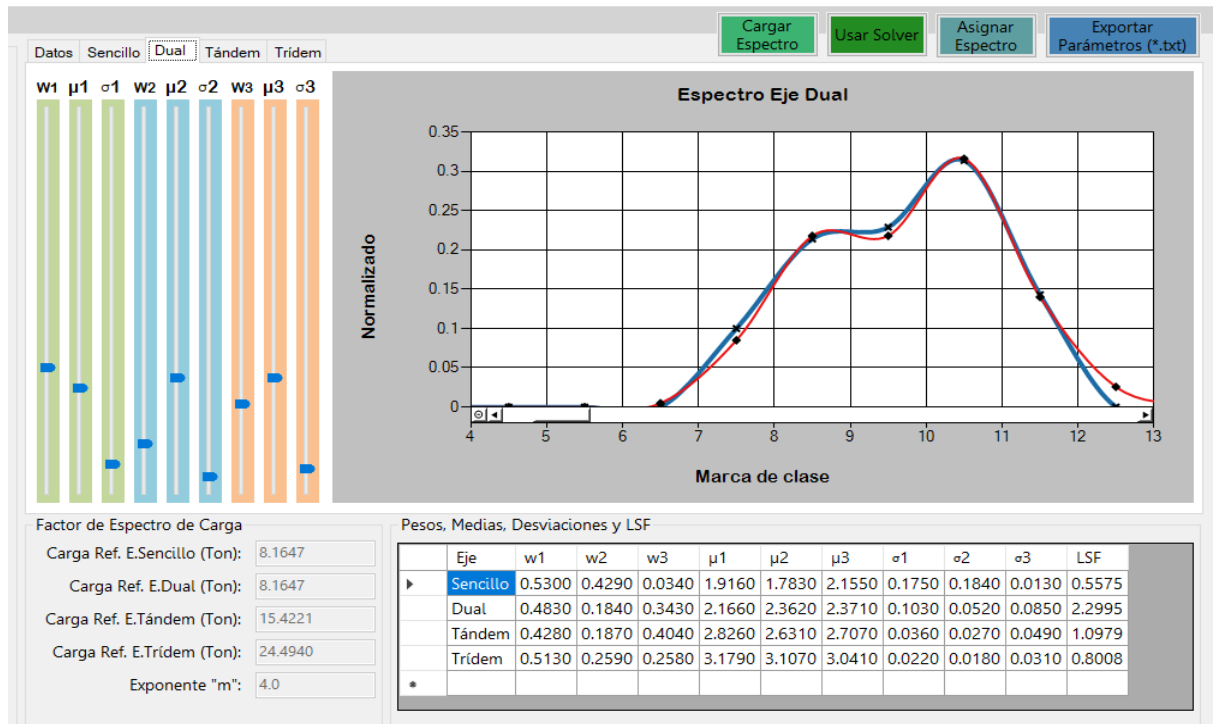 Cargar Espectro
Usar Solver
Asignar Espectro
Exportar Parámetros (*.txt)
Datos Sencillo Dual Tándem Trídem
w1 μ1 σ1 w2 μ2 σ2 w3 μ3 σ3
Espectro Eje Dual
0.35
0.3
0.25
0.2
0.15
0.1
0.05
0
Normalizado
4 5 6 7 8 9 10 11 12 13
Marca de clase
Factor de Espectro de Carga
Carga Ref. E.Sencillo (Ton): 8.1647
Carga Ref. E.Dual (Ton): 8.1647
Carga Ref. E.Tándem (Ton): 15.4221
Carga Ref. E.Trídem (Ton): 24.4940
Exponente "m": 4.0
Pesos, Medias, Desviaciones y LSF
Eje w1 w2 w3 μ1 μ2 μ3 σ1 σ2 σ3 LSF
Sencillo 0.5300 0.4290 0.0340 1.9160 1.7830 2.1550 0.1750 0.1840 0.0130 0.5575
Dual 0.4830 0.1840 0.3430 2.1660 2.3620 2.3710 0.1030 0.0520 0.0850 2.2995
Tándem 0.4280 0.1870 0.4040 2.8260 2.6310 2.7070 0.0360 0.0270 0.0490 1.0979
Trídem 0.5130 0.2590 0.2580 3.1790 3.1070 3.0410 0.0220 0.0180 0.0310 0.8008